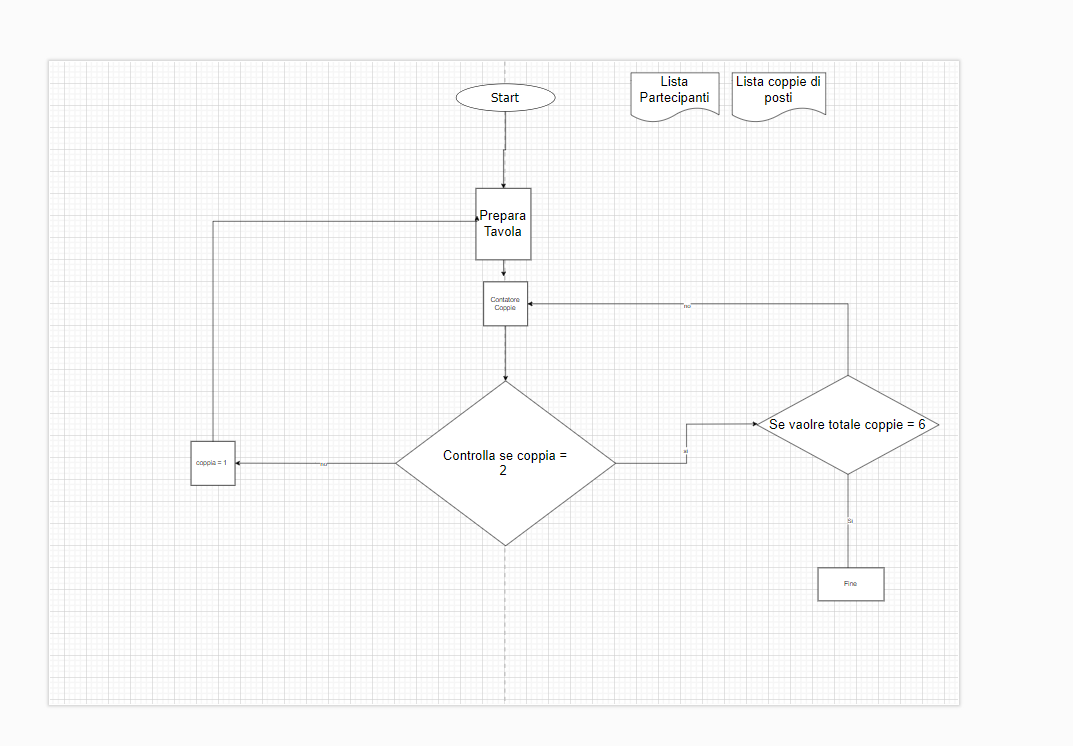 Start
Lista
Partecipanti
Lista coppie di
posti
Prepara
Tavola
Contatore
Coppie
no
Controlla se coppia =
2
coppia = 1
no
si
Se vaolre totale coppie = 6
Si
Fine